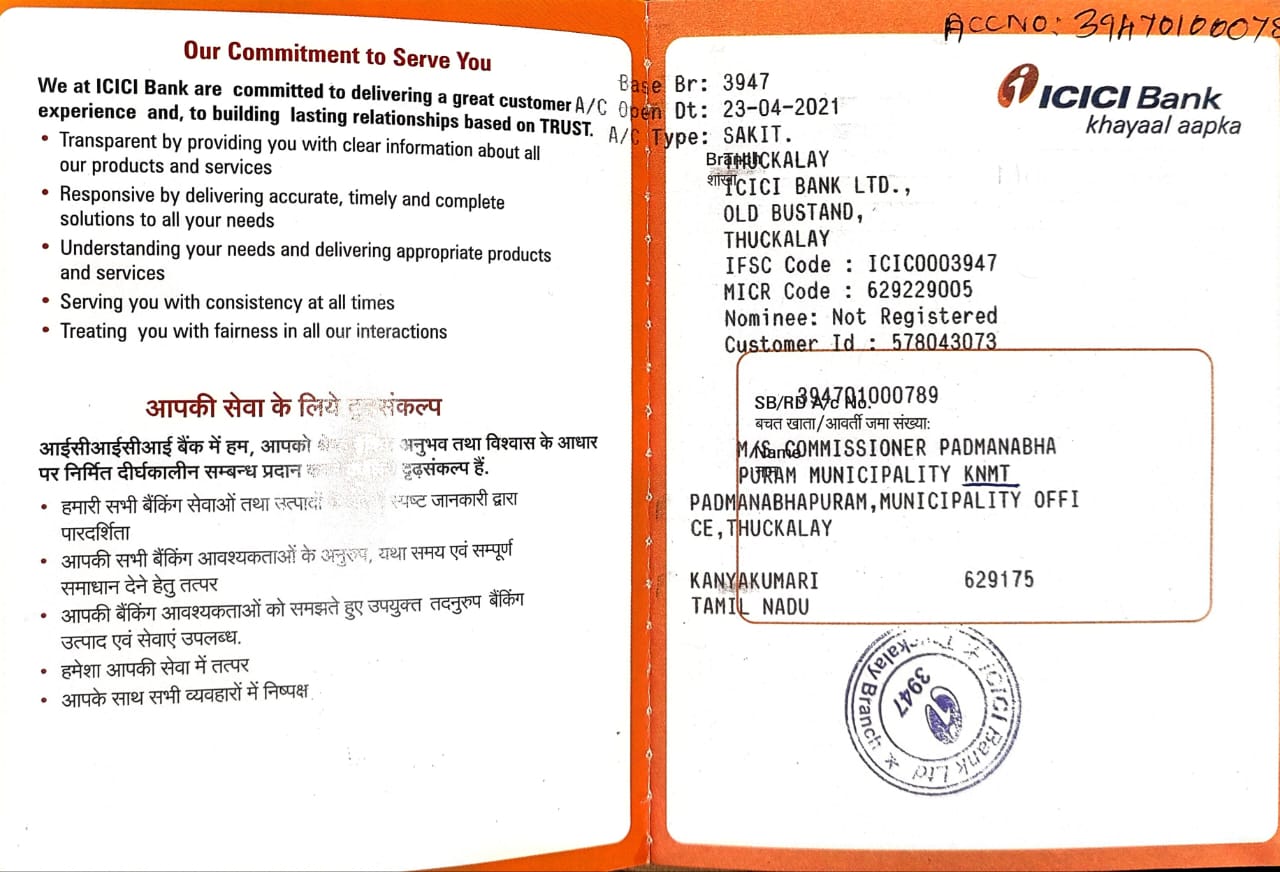 Our Commitment to Serve You
We at ICICI Bank are committed to delivering a great customer
experience and, to building lasting relationships based on TRUST.
• Transparent by providing you with clear information about all
our products and services
• Responsive by delivering accurate, timely and complete
solutions to all your needs
• Understanding your needs and delivering appropriate products
and services
• Serving you with consistency at all times
• Treating you with fairness in all our interactions
आपकी सेवा के लिये दृढ़संकल्प
आईसीआईसीआई बैंक में हम, आपको अनुभव तथा विश्वास के आधार
पर निर्मित दीर्घकालीन सम्बन्ध प्रदान दृढ़संकल्प हैं.
• हमारी सभी बैंकिंग सेवाओं तथा उत्पादों स्पष्ट जानकारी द्वारा
पारदर्शिता
• आपकी सभी बैंकिंग आवश्यकताओं के अनुरुप, यथा समय एवं सम्पूर्ण
समाधान देने हेतु तत्पर
• आपकी बैंकिंग आवश्यकताओं को समझते हुए उपयुक्त तदनुरुप बैंकिंग
उत्पाद एवं सेवाएं उपलब्ध.
• हमेशा आपकी सेवा में तत्पर
• आपके साथ सभी व्यवहारों में निष्पक्ष
ACC NO: 39470100078
ICICI Bank
khayaal aapka
Base Br: 3947
A/C Open Dt: 23-04-2021
A/C Type: SAKIT.
Branch THUCKALAY
शाखा ICICI BANK LTD.,
OLD BUSTAND,
THUCKALAY
IFSC Code : ICIC0003947
MICR Code : 629229005
Nominee: Not Registered
Customer Id : 578043073
394701000789
SB/RD A/c No.
बचत खाता/आवर्ती जमा संख्या:
M/S COMMISSIONER PADMANABHA
Name
PURAM MUNICIPALITY KNMT
नाम
PADMANABHAPURAM,MUNICIPALITY OFFI
CE,THUCKALAY
KANYAKUMARI 629175
TAMIL NADU
ICICI Bank Ltd * Thuckalay Branch *
3947